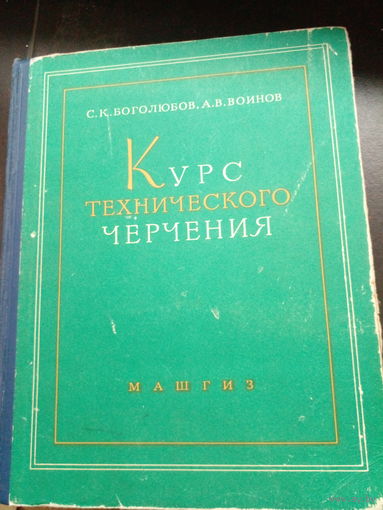 С.К.БОГОЛЮБОВ, А.В.ВОИНОВ
КУРС
ТЕХНИЧЕСКОГО
ЧЕРЧЕНИЯ
МАШГИЗ